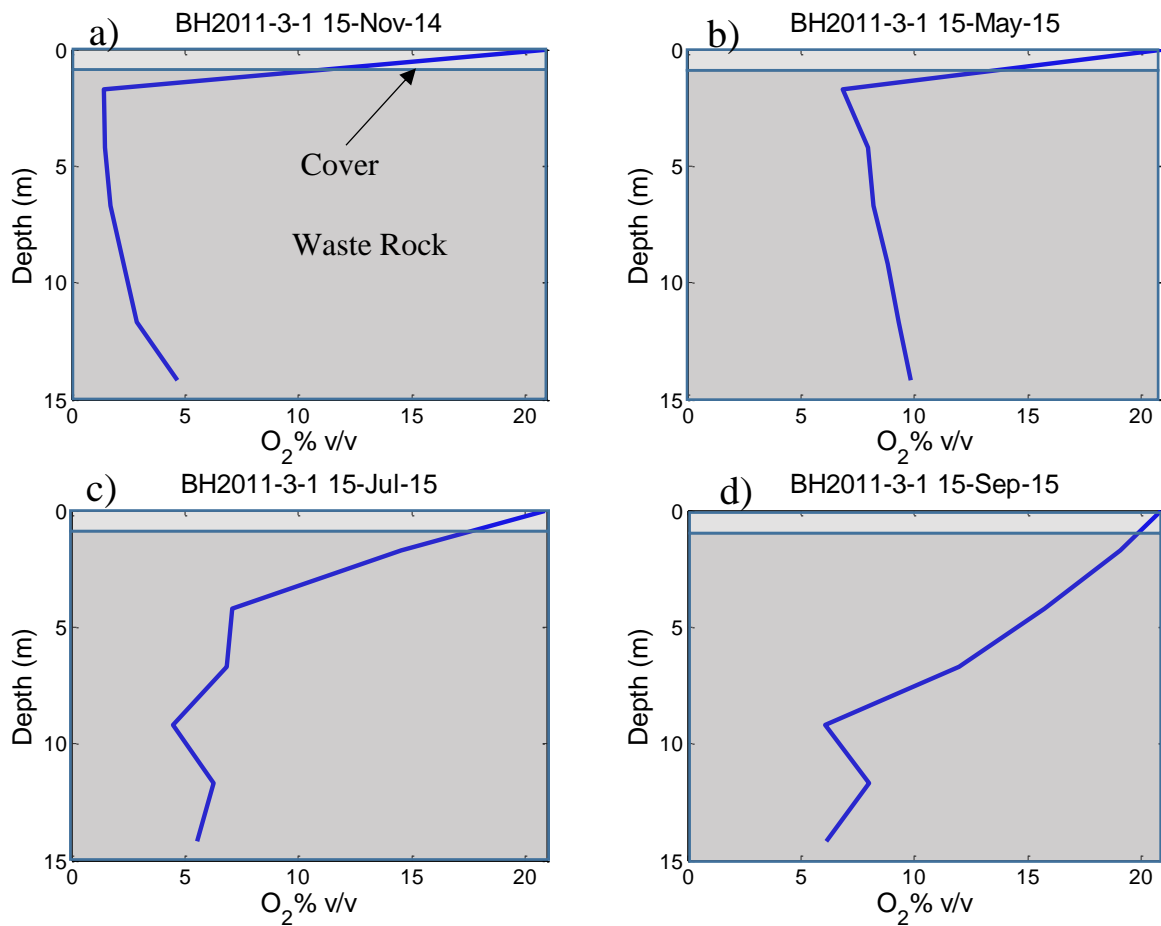 a) BH2011-3-1 15-Nov-14
0
5
10
15
Depth (m)
Cover
Waste Rock
0 5 10 15 20
O2% v/v
b) BH2011-3-1 15-May-15
0
5
10
15
Depth (m)
0 5 10 15 20
O2% v/v
c) BH2011-3-1 15-Jul-15
0
5
10
15
Depth (m)
0 5 10 15 20
O2% v/v
d) BH2011-3-1 15-Sep-15
0
5
10
15
Depth (m)
0 5 10 15 20
O2% v/v